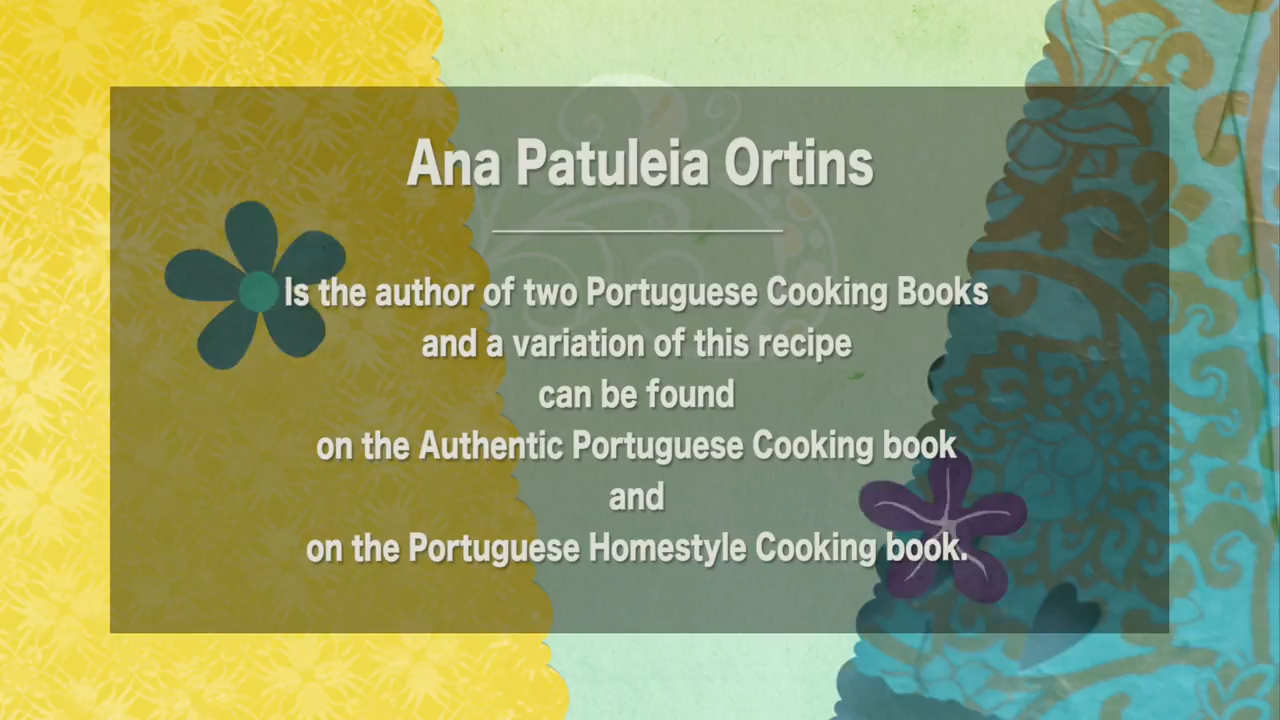 Ana Patuleia Ortins
Is the author of two Portuguese Cooking Books
and a variation of this recipe
can be found
on the Authentic Portuguese Cooking book
and
on the Portuguese Homestyle Cooking book.